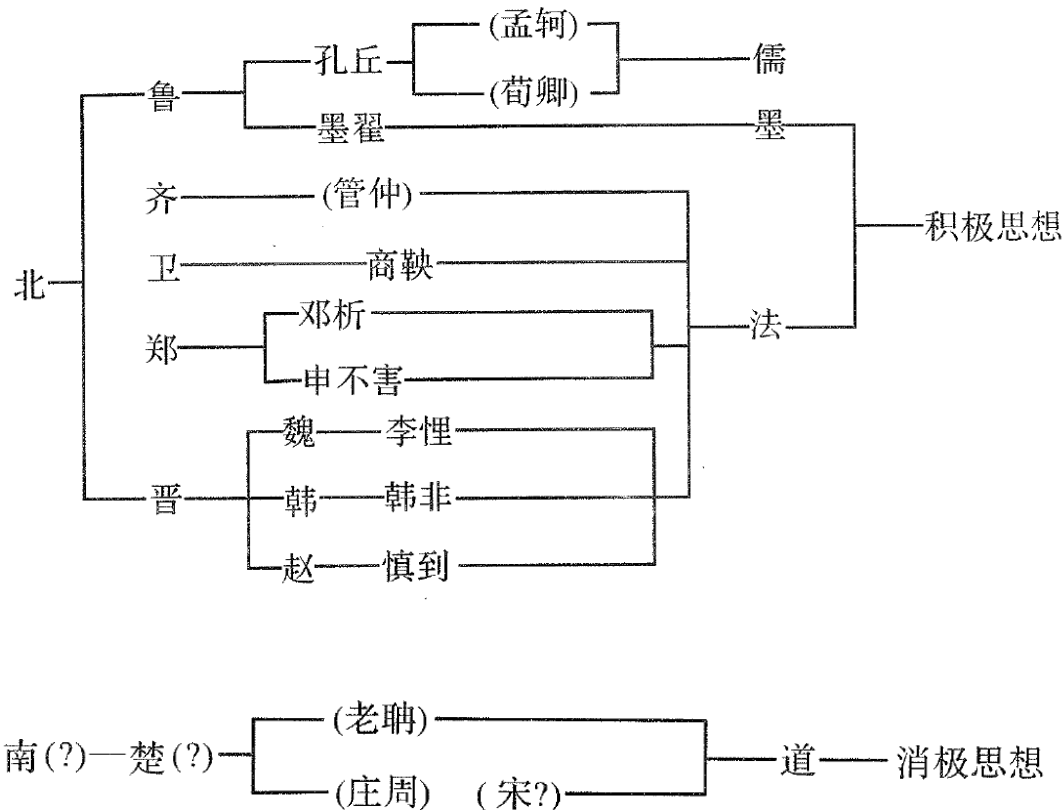 (孟轲)
孔丘
儒
鲁
(荀卿)
墨翟 墨
齐 (管仲)
积极思想
卫 商鞅
北
邓析
法
郑
申不害
魏 李悝
晋 韩 韩非
赵 慎到
(老聃)
南(?)—楚(?) 道 消极思想
(庄周) (宋?)